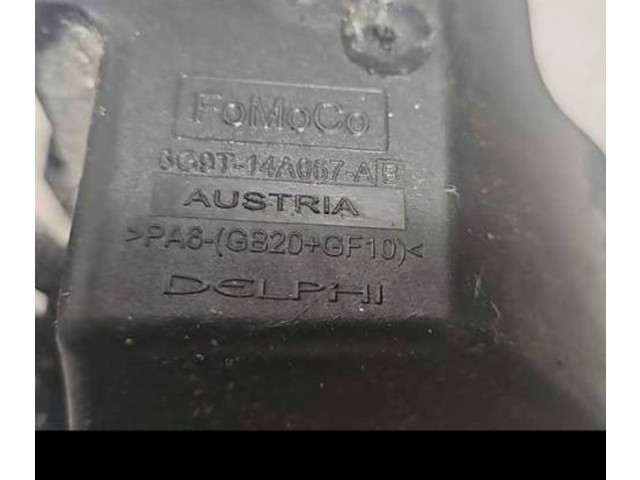 FoMoCo
6G9T-14A067-AB
AUSTRIA
>PA6-(GB20+GF10)<
DELPHI